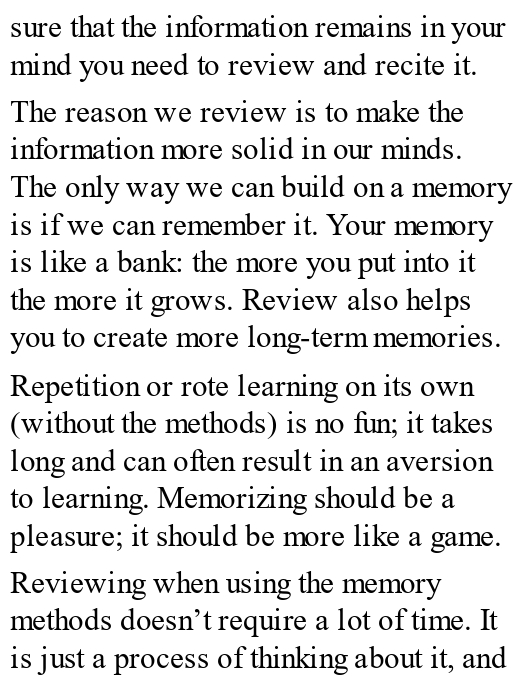 sure that the information remains in your
mind you need to review and recite it.
The reason we review is to make the
information more solid in our minds.
The only way we can build on a memory
is if we can remember it. Your memory
is like a bank: the more you put into it
the more it grows. Review also helps
you to create more long-term memories.
Repetition or rote learning on its own
(without the methods) is no fun; it takes
long and can often result in an aversion
to learning. Memorizing should be a
pleasure; it should be more like a game.
Reviewing when using the memory
methods doesn’t require a lot of time. It
is just a process of thinking about it, and